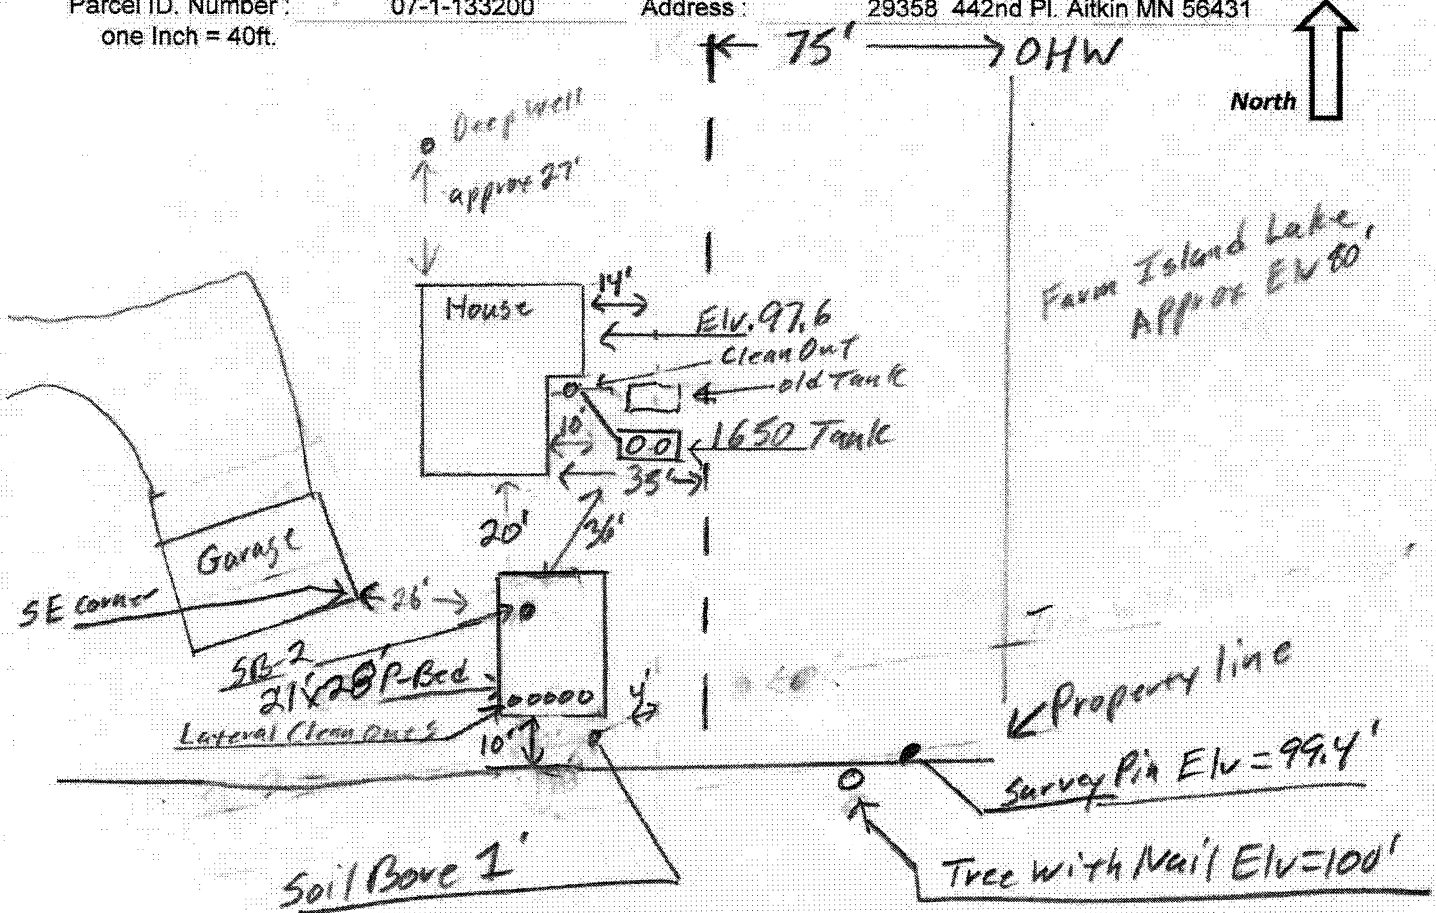 Parcel ID. Number : 07-1-133200 Address : 29358 442nd Pl. Aitkin MN 56431
one Inch = 40ft.
75' OHW
North
Deep Well
approx 27'
Farm Island Lake
Approx Elv 80'
14'
House
Elv. 97.6
Clean Out
old Tank
10'
1650 Tank
35'
20'
36'
Garage
SE Corner
26'
SB-2
21'x28' P-Bed
4'
Lateral Clean Outs
10'
Property line
Survey Pin Elv = 99.4'
Soil Bore 1'
Tree With Nail Elv=100'